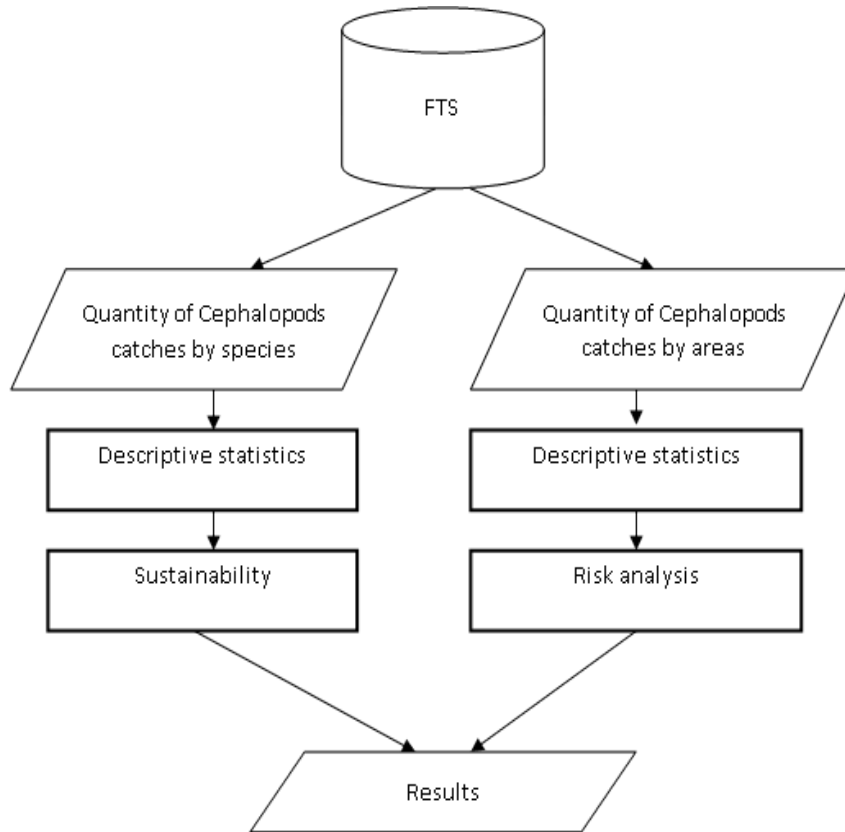 FTS
Quantity of Cephalopods
catches by species
Quantity of Cephalopods
catches by areas
Descriptive statistics
Descriptive statistics
Sustainability
Risk analysis
Results